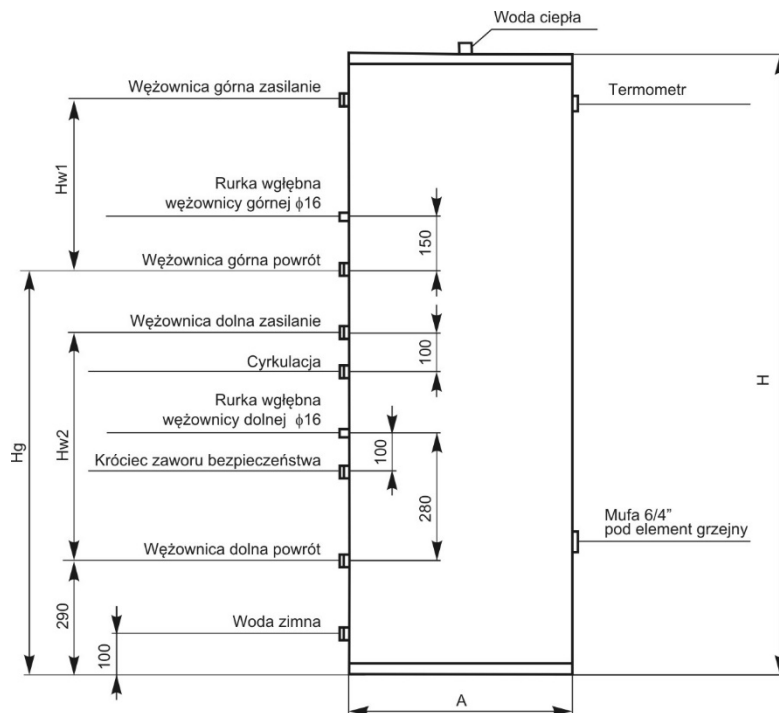 Woda ciepła
Wężownica górna zasilanie
Termometr
Hw1
Rurka wgłębna
wężownicy górnej ϕ16
150
Wężownica górna powrót
Wężownica dolna zasilanie
100
Cyrkulacja
H
Rurka wgłębna
wężownicy dolnej ϕ16
Hg
Hw2
100
Króciec zaworu bezpieczeństwa
280
Mufa 6/4”
pod element grzejny
Wężownica dolna powrót
290
Woda zimna
100
A